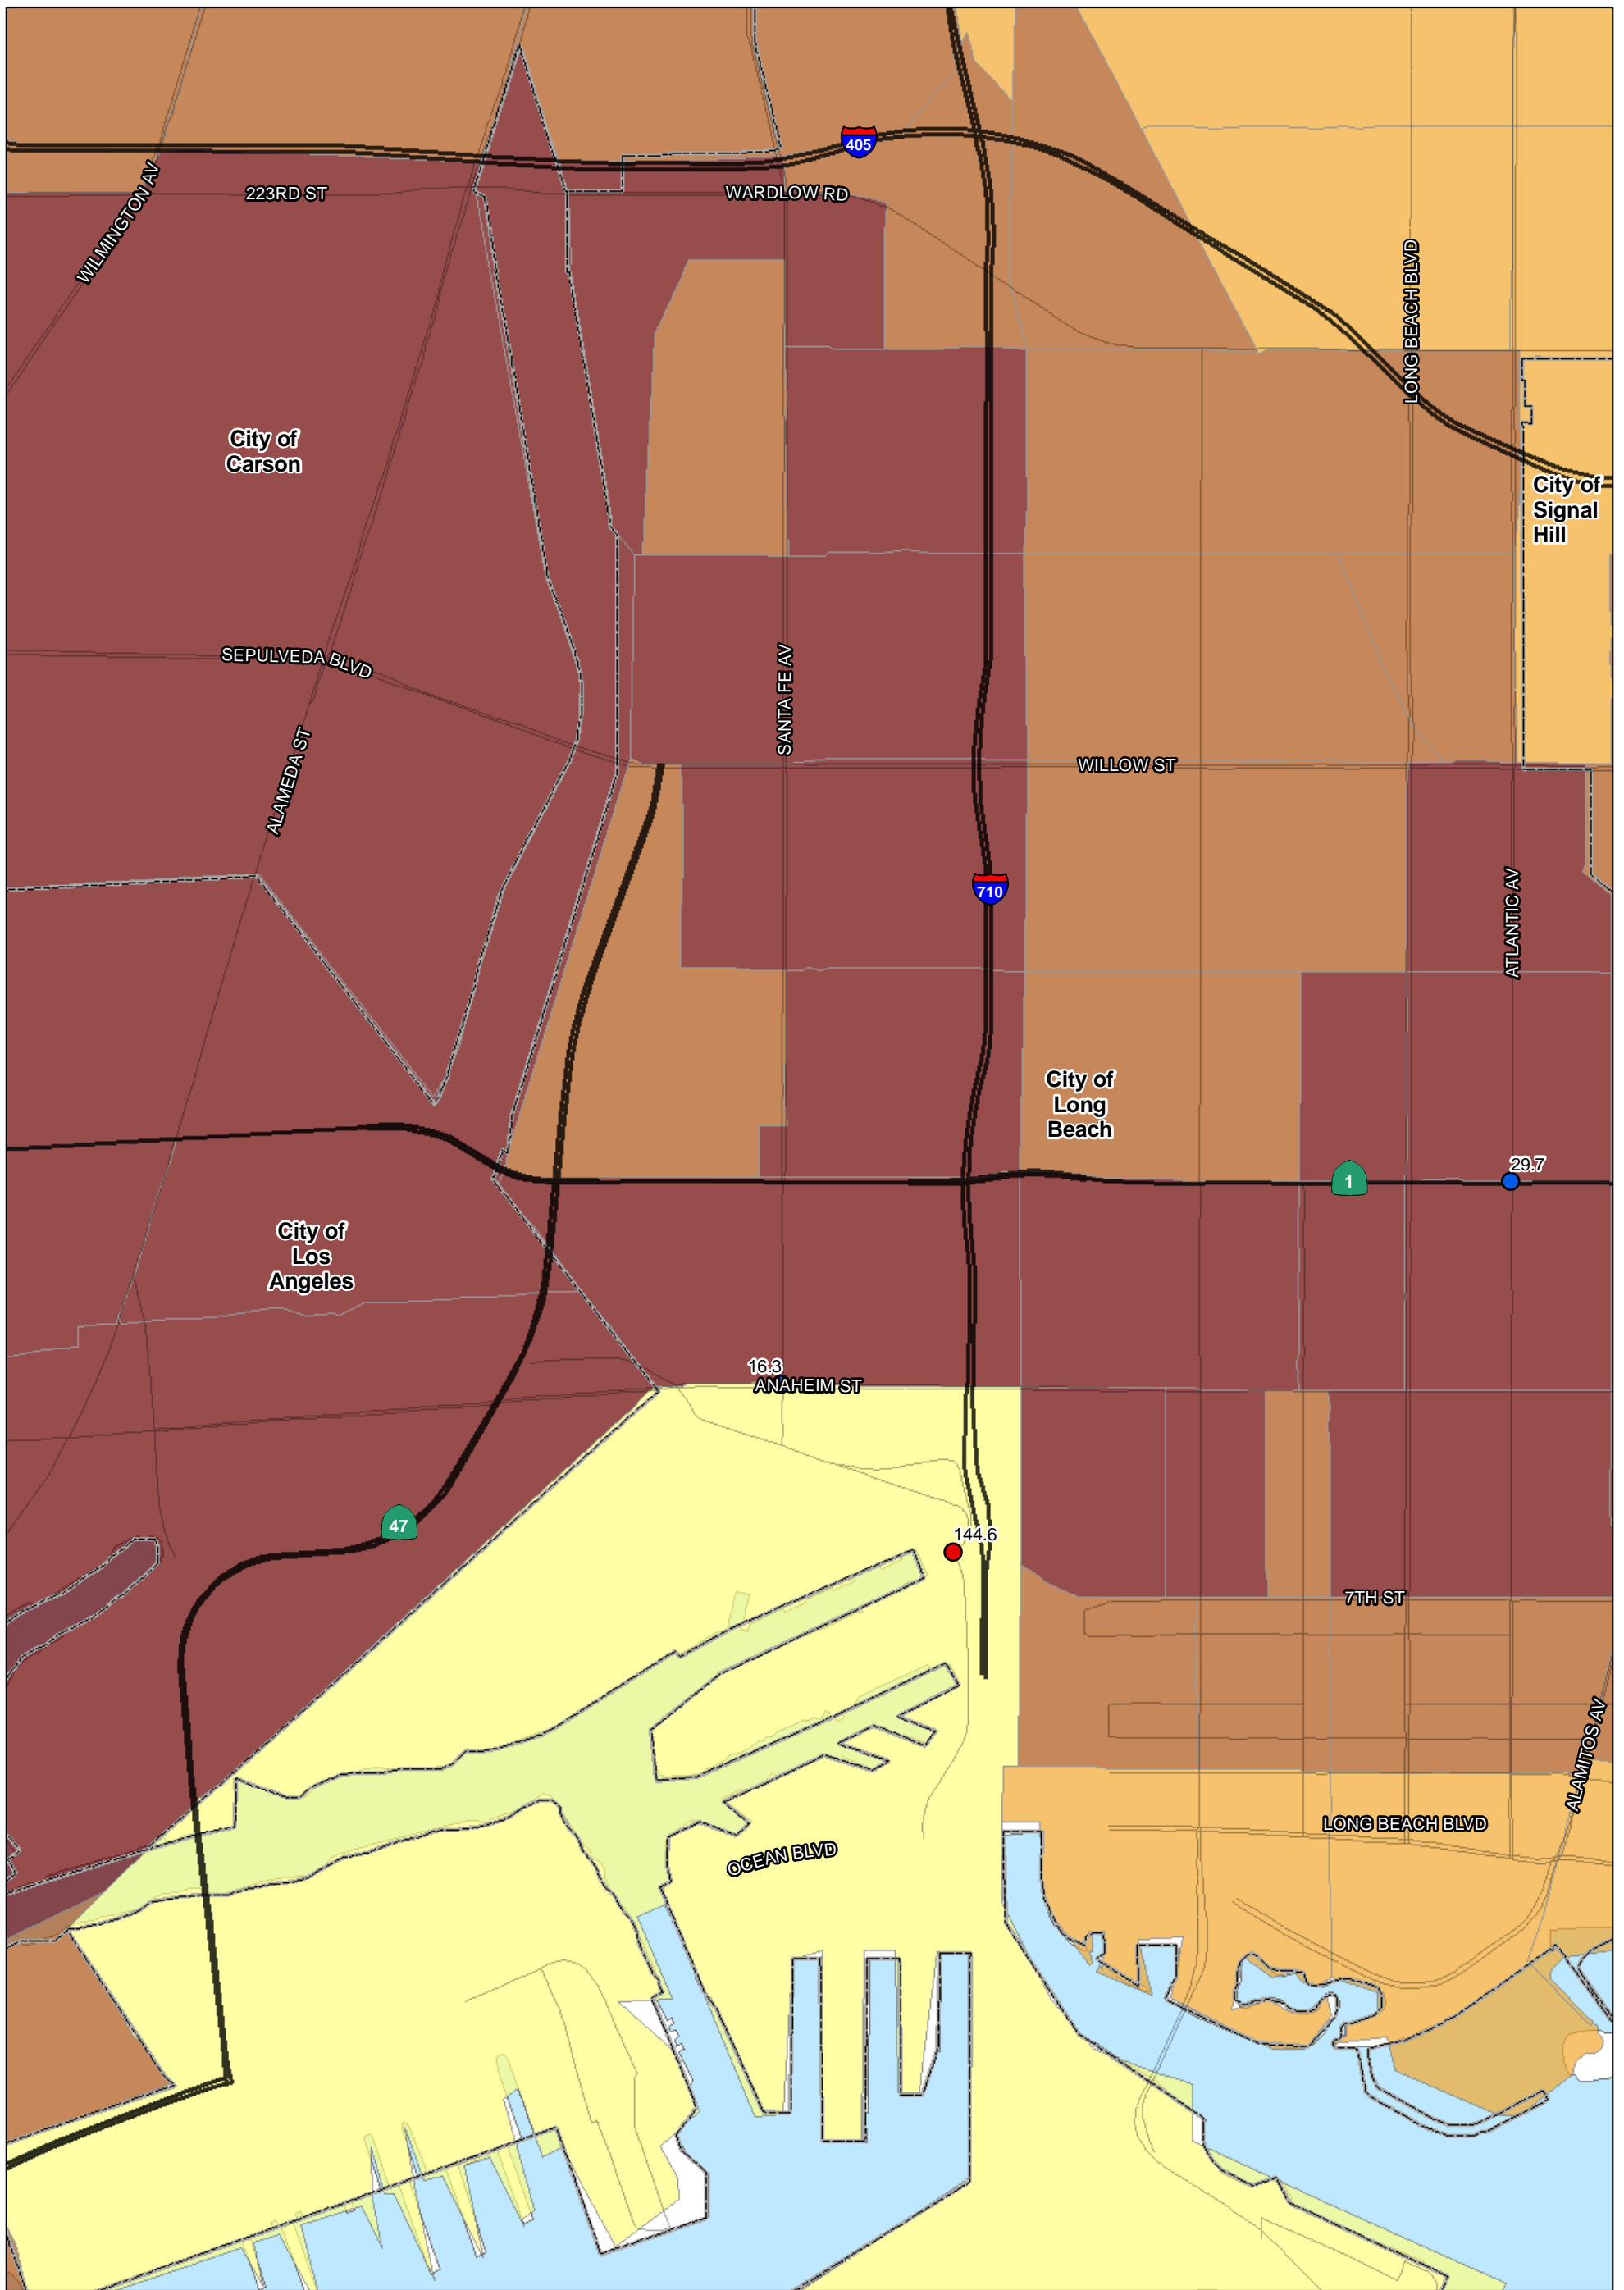 405
223RD ST
WARDLOW RD
WILMINGTON AV
LONG BEACH BLVD
City of
Carson
City of
Signal
Hill
SEPULVEDA BLVD
SANTA FE AV
WILLOW ST
ALAMEDA ST
710
ATLANTIC AV
City of
Long
Beach
29.7
1
City of
Los
Angeles
16.3
ANAHEIM ST
47
144.6
7TH ST
ALAMITOS AV
LONG BEACH BLVD
OCEAN BLVD